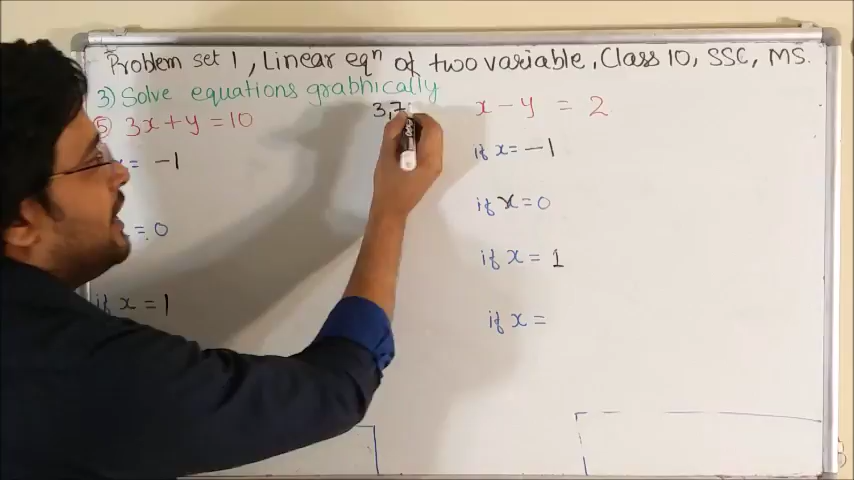 Problem set 1, Linear eqⁿ of two variable, Class 10, SSC, MS.
3) Solve equations grabhically
⑤ 3x + y = 10
3,7
x - y = 2
= -1
= 0
if x = 1
if x = -1
if x = 0
if x = 1
if x =